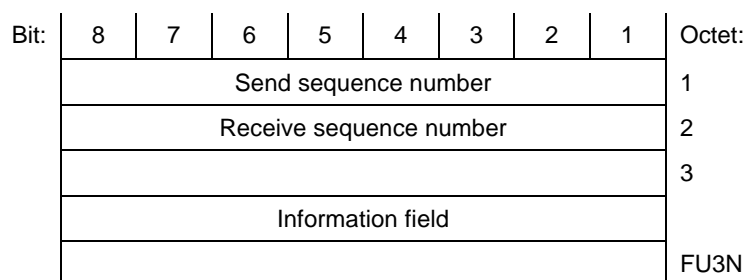 Bit: 8 7 6 5 4 3 2 1 Octet:
Send sequence number 1
Receive sequence number 2
3
Information field
FU3N